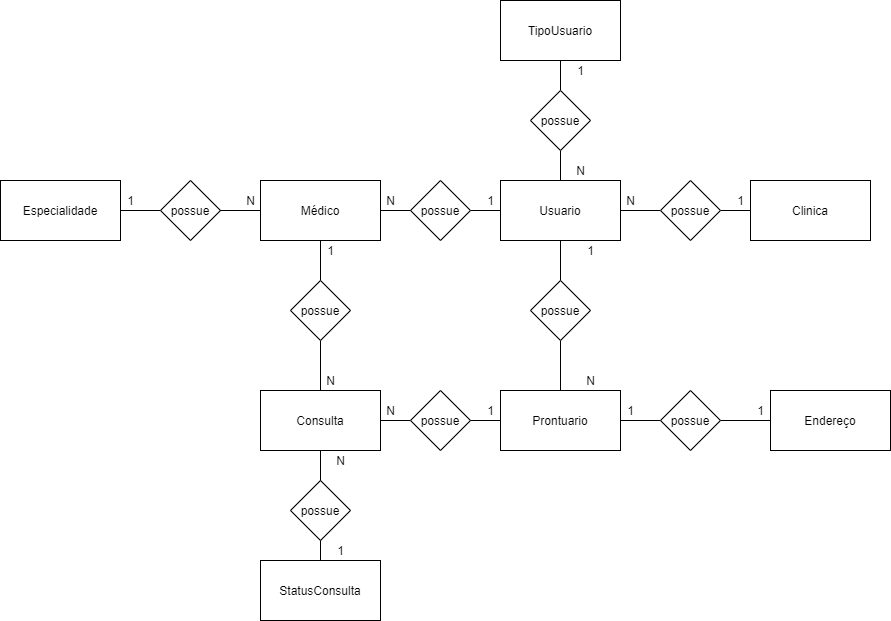 TipoUsuario
1
possue
N
Especialidade
1
possue
N
Médico
N
possue
1
Usuario
N
possue
1
Clinica
1
possue
N
1
possue
N
Consulta
N
possue
1
Prontuario
1
possue
1
Endereço
N
possue
1
StatusConsulta